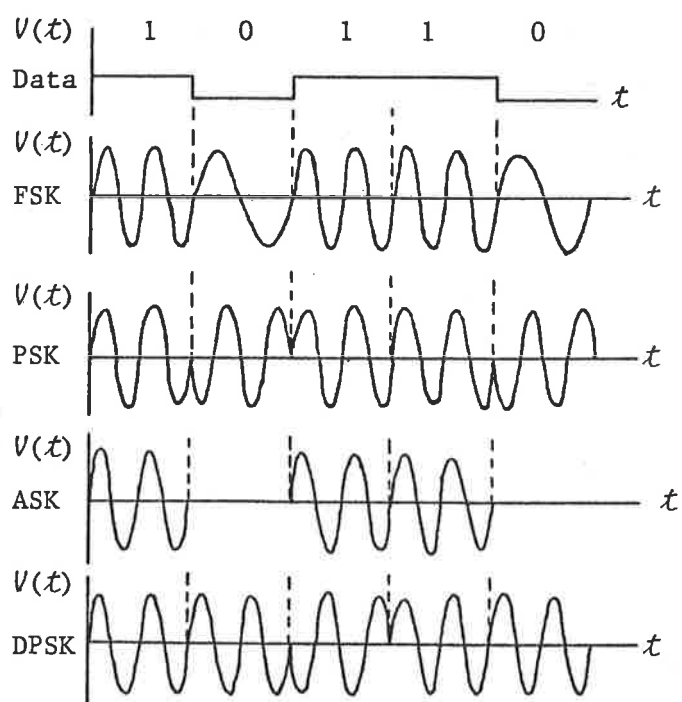 V(t) 1 0 1 1 0
Data t
V(t)
FSK t
V(t)
PSK t
V(t)
ASK t
V(t)
DPSK t